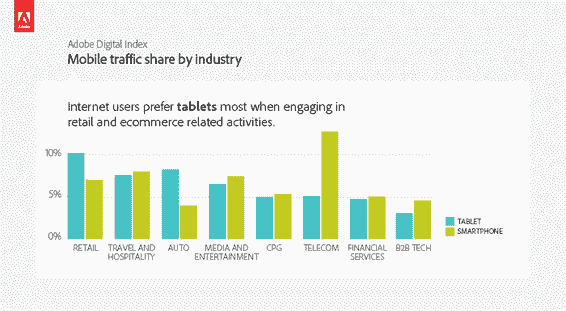 Adobe
Adobe Digital Index
Mobile traffic share by industry
Internet users prefer tablets most when engaging in
retail and ecommerce related activities.
10%
5%
0%
RETAIL
TRAVEL AND
HOSPITALITY
AUTO
MEDIA AND
ENTERTAINMENT
CPG
TELECOM
FINANCIAL
SERVICES
B2B TECH
TABLET
SMARTPHONE